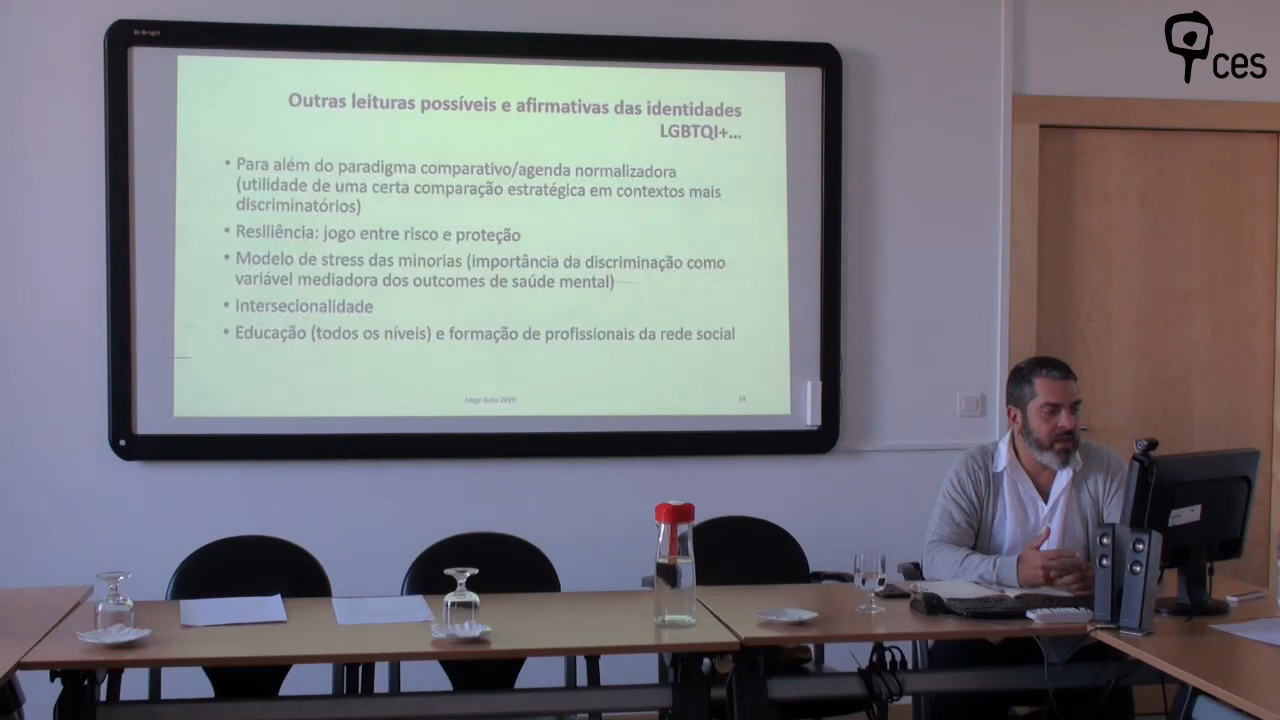 ces
Outras leituras possíveis e afirmativas das identidades
LGBTQI+...
• Para além do paradigma comparativo/agenda normalizadora
(utilidade de uma certa comparação estratégica em contextos mais
discriminatórios)
• Resiliência: jogo entre risco e proteção
• Modelo de stress das minorias (importância da discriminação como
variável mediadora dos outcomes de saúde mental)
• Intersecionalidade
• Educação (todos os níveis) e formação de profissionais da rede social